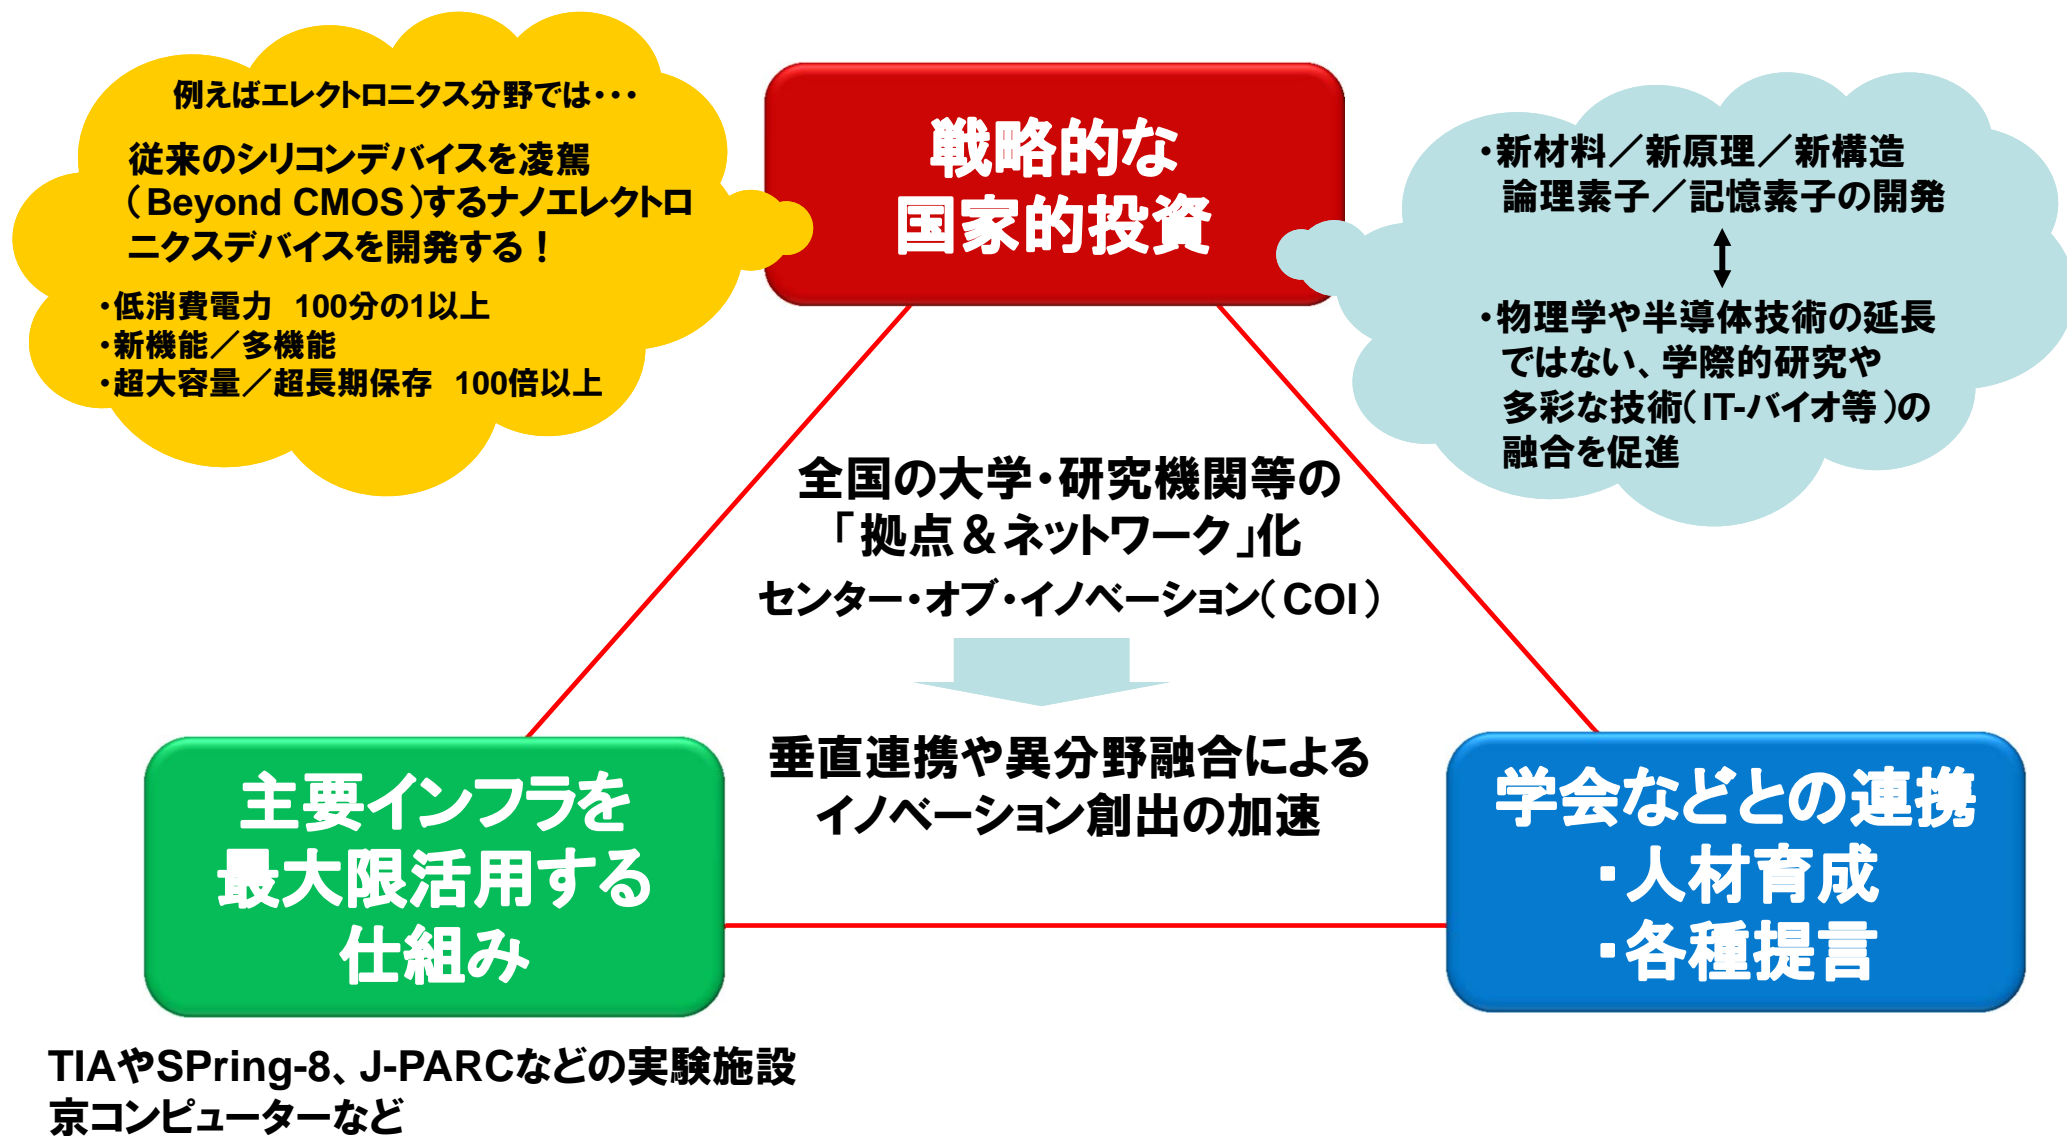 例えばエレクトロニクス分野では・・・
従来のシリコンデバイスを凌駕
（Beyond CMOS）するナノエレクトロ
ニクスデバイスを開発する！
・低消費電力　100分の1以上
・新機能／多機能
・超大容量／超長期保存　100倍以上
戦略的な
国家的投資
・新材料／新原理／新構造
論理素子／記憶素子の開発
・物理学や半導体技術の延長
ではない、学際的研究や
多彩な技術（IT-バイオ等）の
融合を促進
全国の大学・研究機関等の
「拠点＆ネットワーク」化
センター・オブ・イノベーション（COI）
垂直連携や異分野融合による
イノベーション創出の加速
主要インフラを
最大限活用する
仕組み
学会などとの連携
・人材育成
・各種提言
TIAやSPring-8、J-PARCなどの実験施設
京コンピューターなど